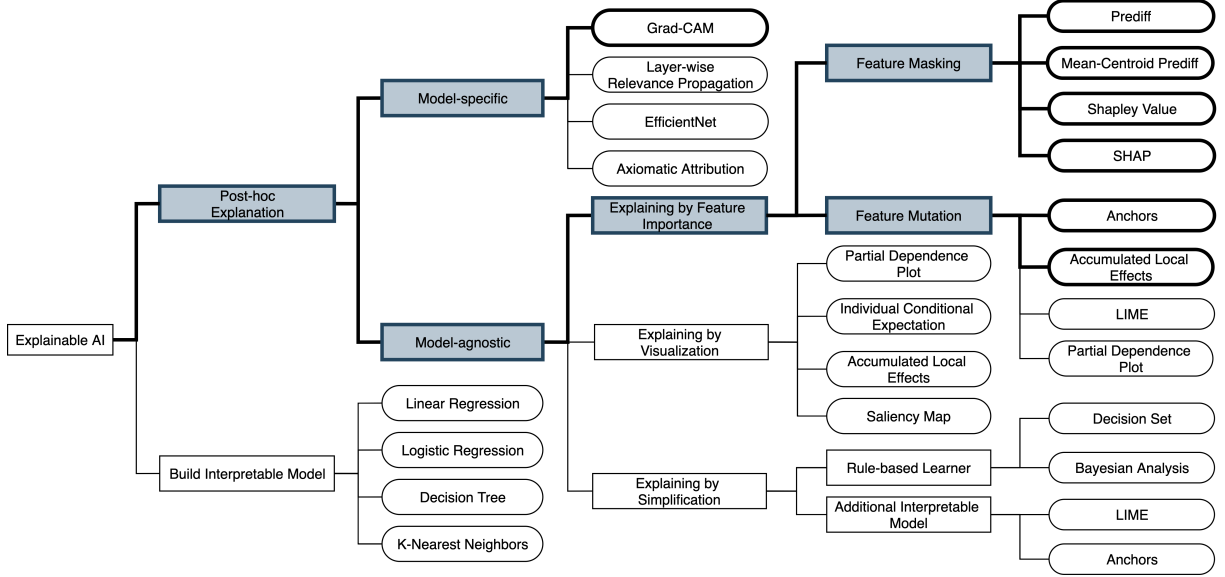 Explainable AI
Post-hoc
Explanation
Build Interpretable Model
Model-specific
Model-agnostic
Linear Regression
Logistic Regression
Decision Tree
K-Nearest Neighbors
Grad-CAM
Layer-wise
Relevance Propagation
EfficientNet
Axiomatic Attribution
Explaining by Feature
Importance
Explaining by
Visualization
Explaining by
Simplification
Feature Masking
Feature Mutation
Partial Dependence
Plot
Individual Conditional
Expectation
Accumulated Local
Effects
Saliency Map
Rule-based Learner
Additional Interpretable
Model
Prediff
Mean-Centroid Prediff
Shapley Value
SHAP
Anchors
Accumulated Local
Effects
LIME
Partial Dependence
Plot
Decision Set
Bayesian Analysis
LIME
Anchors